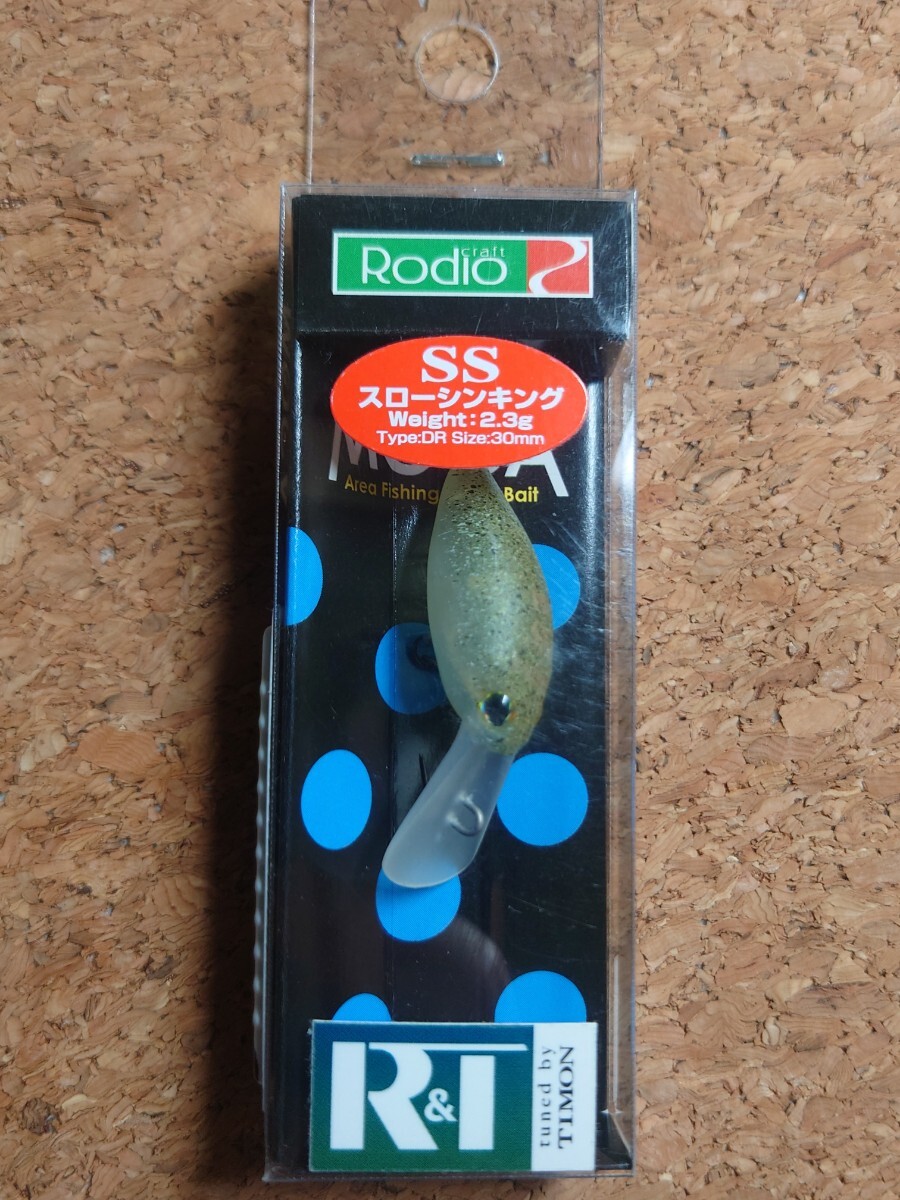 Rodio craft
SS
スローシンキング
Weight:2.3g
Type:DR Size:30mm
Area Fishing Bait
R&T
tuned by
TIMON